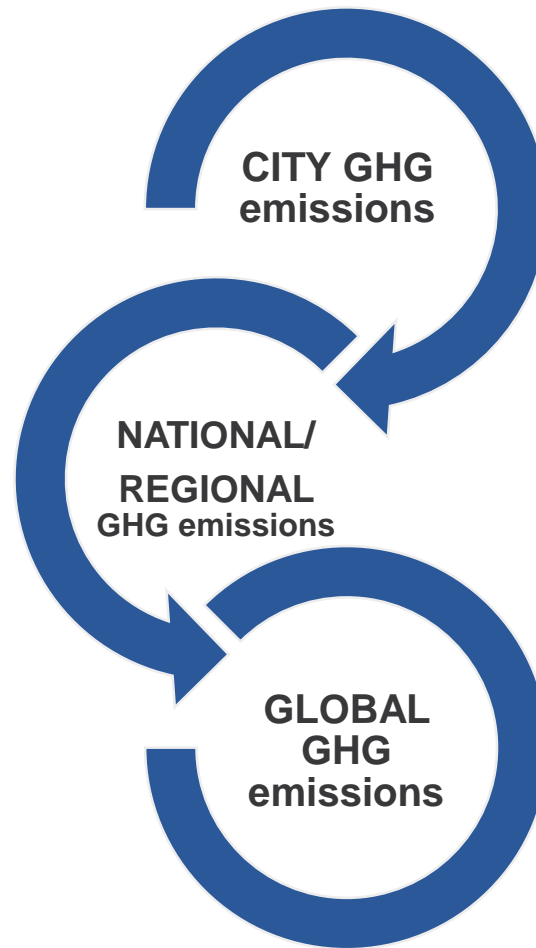 CITY GHG
emissions
NATIONAL/
REGIONAL
GHG emissions
GLOBAL
GHG
emissions